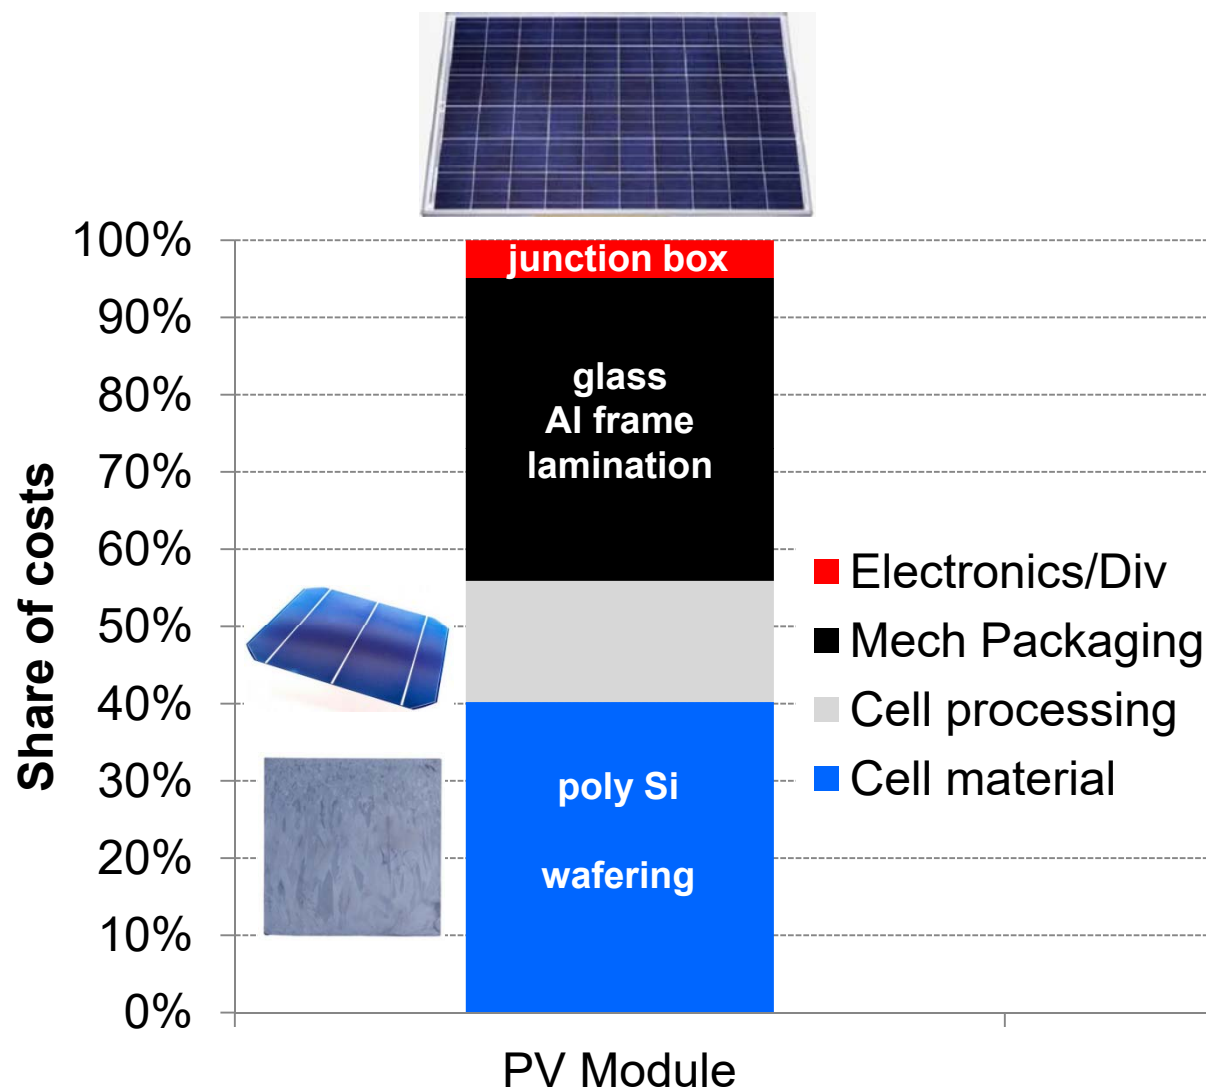 100%
90%
80%
70%
60%
50%
40%
30%
20%
10%
0%
Share of costs
junction box
glass
Al frame
lamination
poly Si
wafering
Electronics/Div
Mech Packaging
Cell processing
Cell material
PV Module